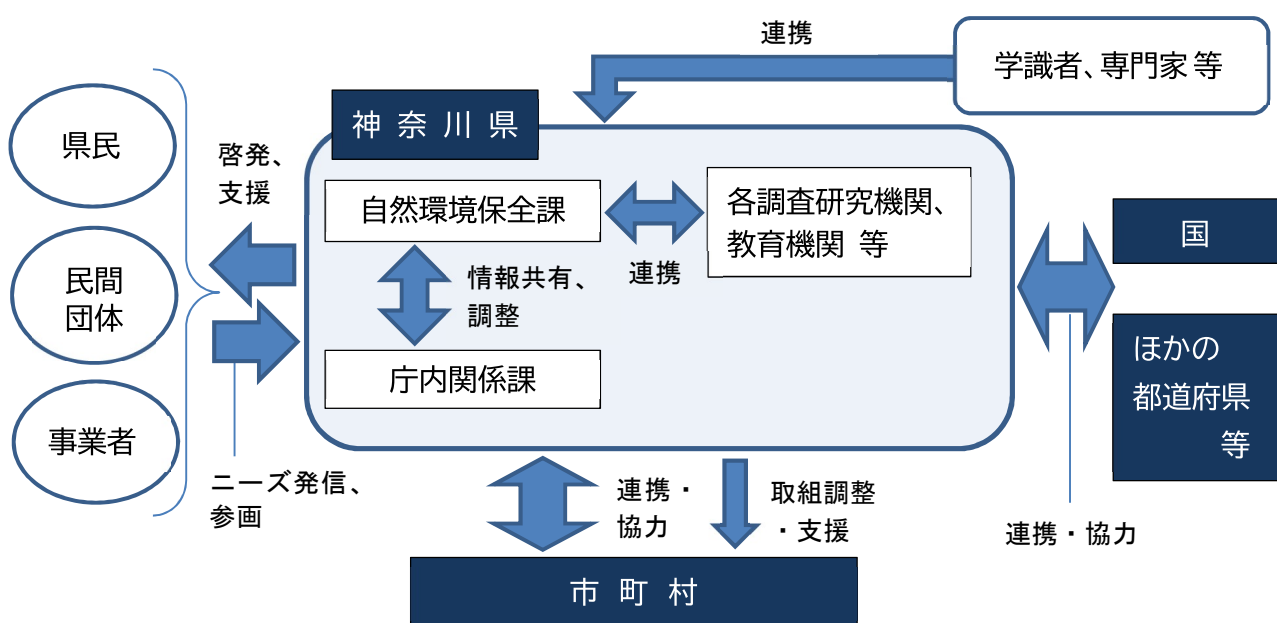 連携
学識者、専門家 等
神 奈 川 県
県民
啓発、
支援
自然環境保全課
各調査研究機関、
教育機関 等
国
連携
情報共有、
調整
民間
団体
ほかの
都道府県
等
庁内関係課
事業者
ニーズ発信、
参画
連携・
協力
取組調整
・支援
連携・協力
市 町 村